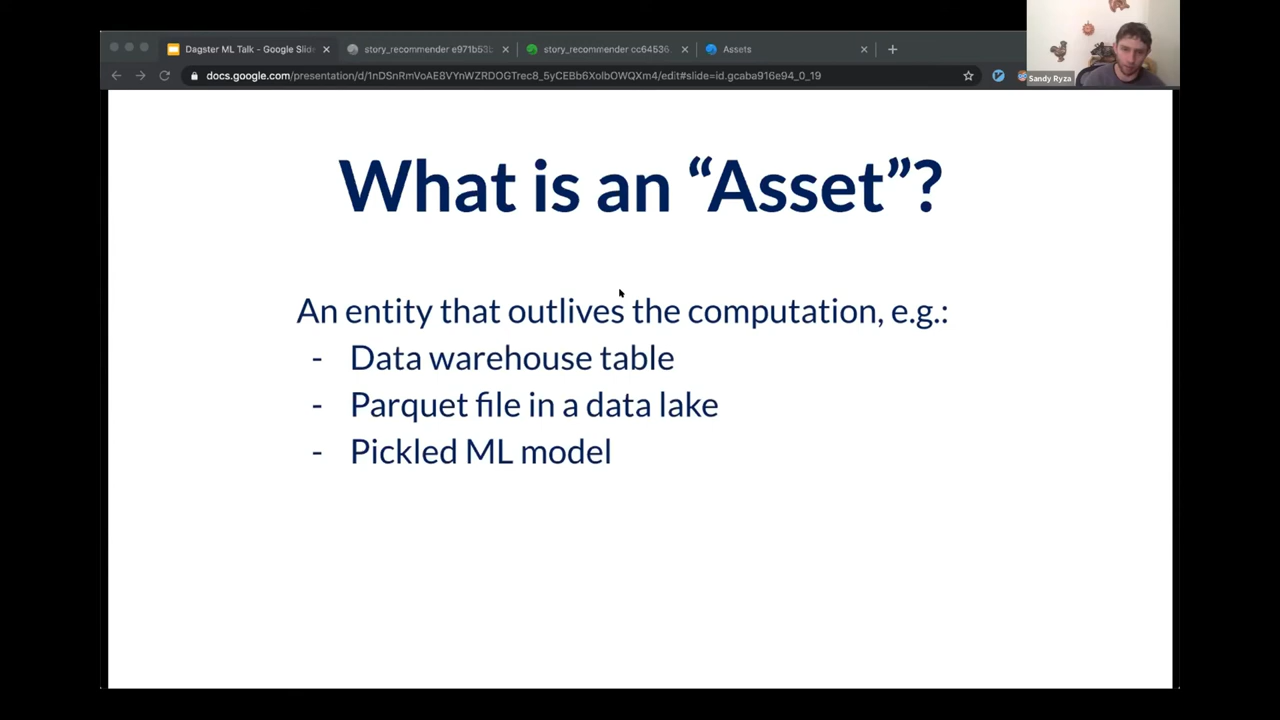 Dagster ML Talk - Google Slide
story_recommender e971b53b
story_recommender cc64536
Assets
docs.google.com/presentation/d/1nDSnRmVoAE8VYnWZRDOGTrec8_5yCEBb6XolbOWQXm4/edit#slide=id.gcaba916e94_0_19
Sandy Ryza
What is an “Asset”?
An entity that outlives the computation, e.g.:
- Data warehouse table
- Parquet file in a data lake
- Pickled ML model